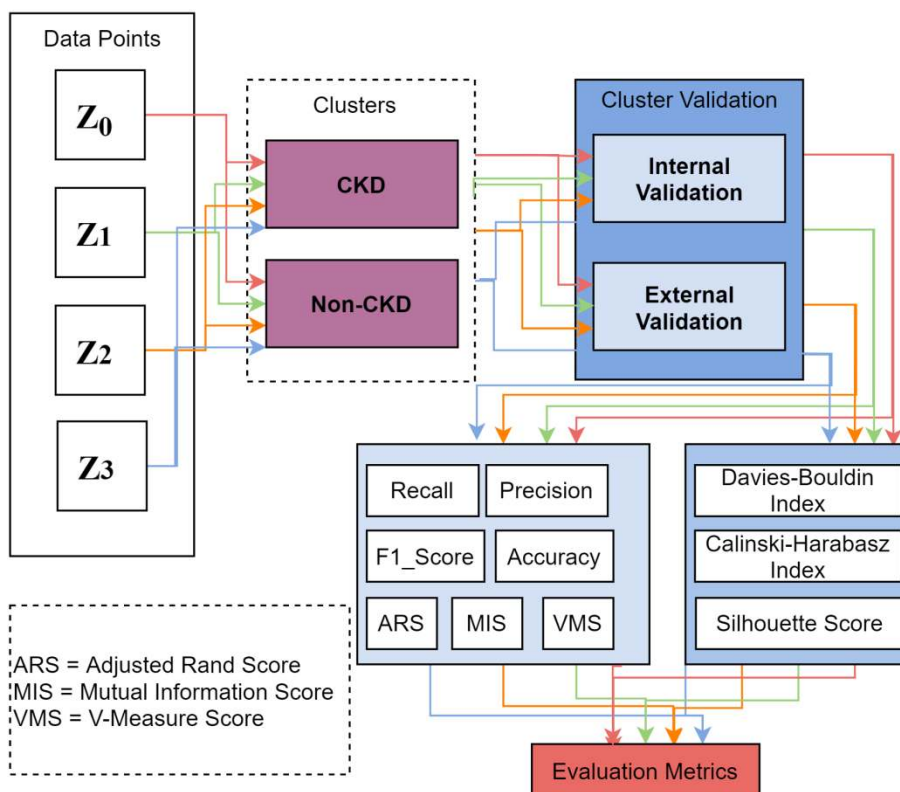 Data Points
Z0
Z1
Z2
Z3
Clusters
CKD
Non-CKD
Cluster Validation
Internal
Validation
External
Validation
Recall
Precision
F1_Score
Accuracy
ARS
MIS
VMS
Davies-Bouldin
Index
Calinski-Harabasz
Index
Silhouette Score
ARS = Adjusted Rand Score
MIS = Mutual Information Score
VMS = V-Measure Score
Evaluation Metrics